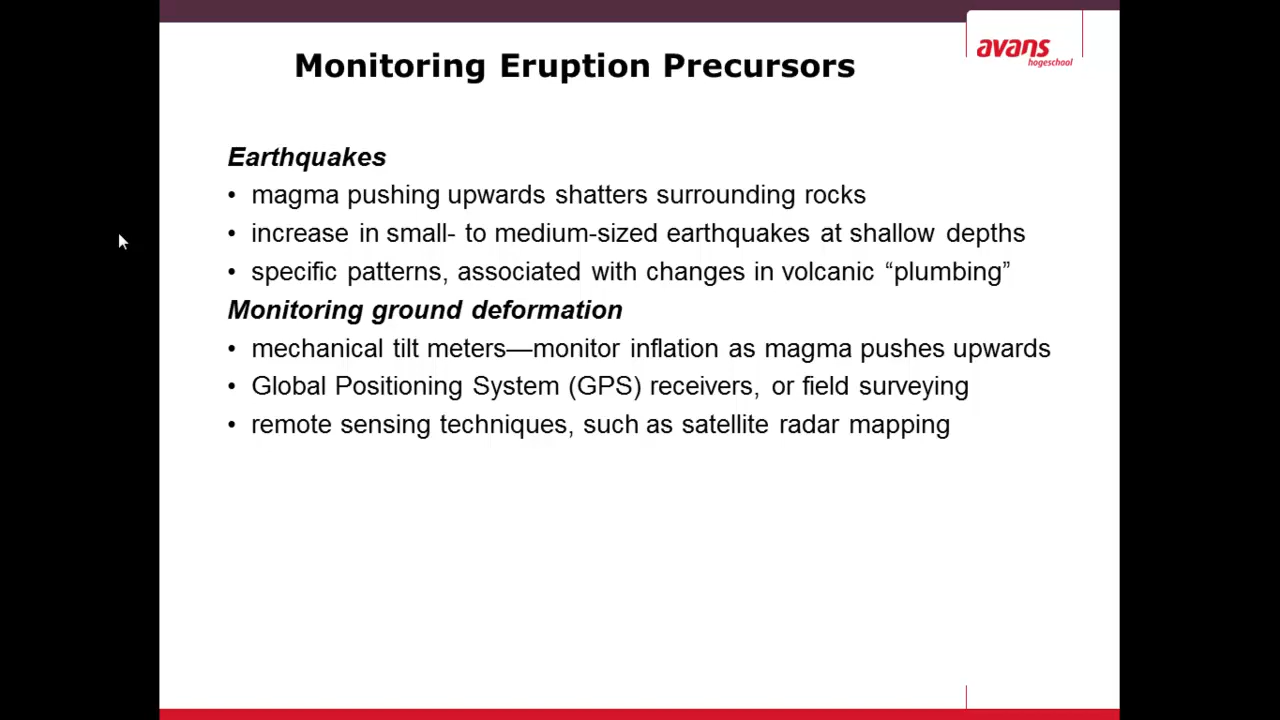 avans
hogeschool
Monitoring Eruption Precursors
Earthquakes
• magma pushing upwards shatters surrounding rocks
• increase in small- to medium-sized earthquakes at shallow depths
• specific patterns, associated with changes in volcanic “plumbing”
Monitoring ground deformation
• mechanical tilt meters—monitor inflation as magma pushes upwards
• Global Positioning System (GPS) receivers, or field surveying
• remote sensing techniques, such as satellite radar mapping